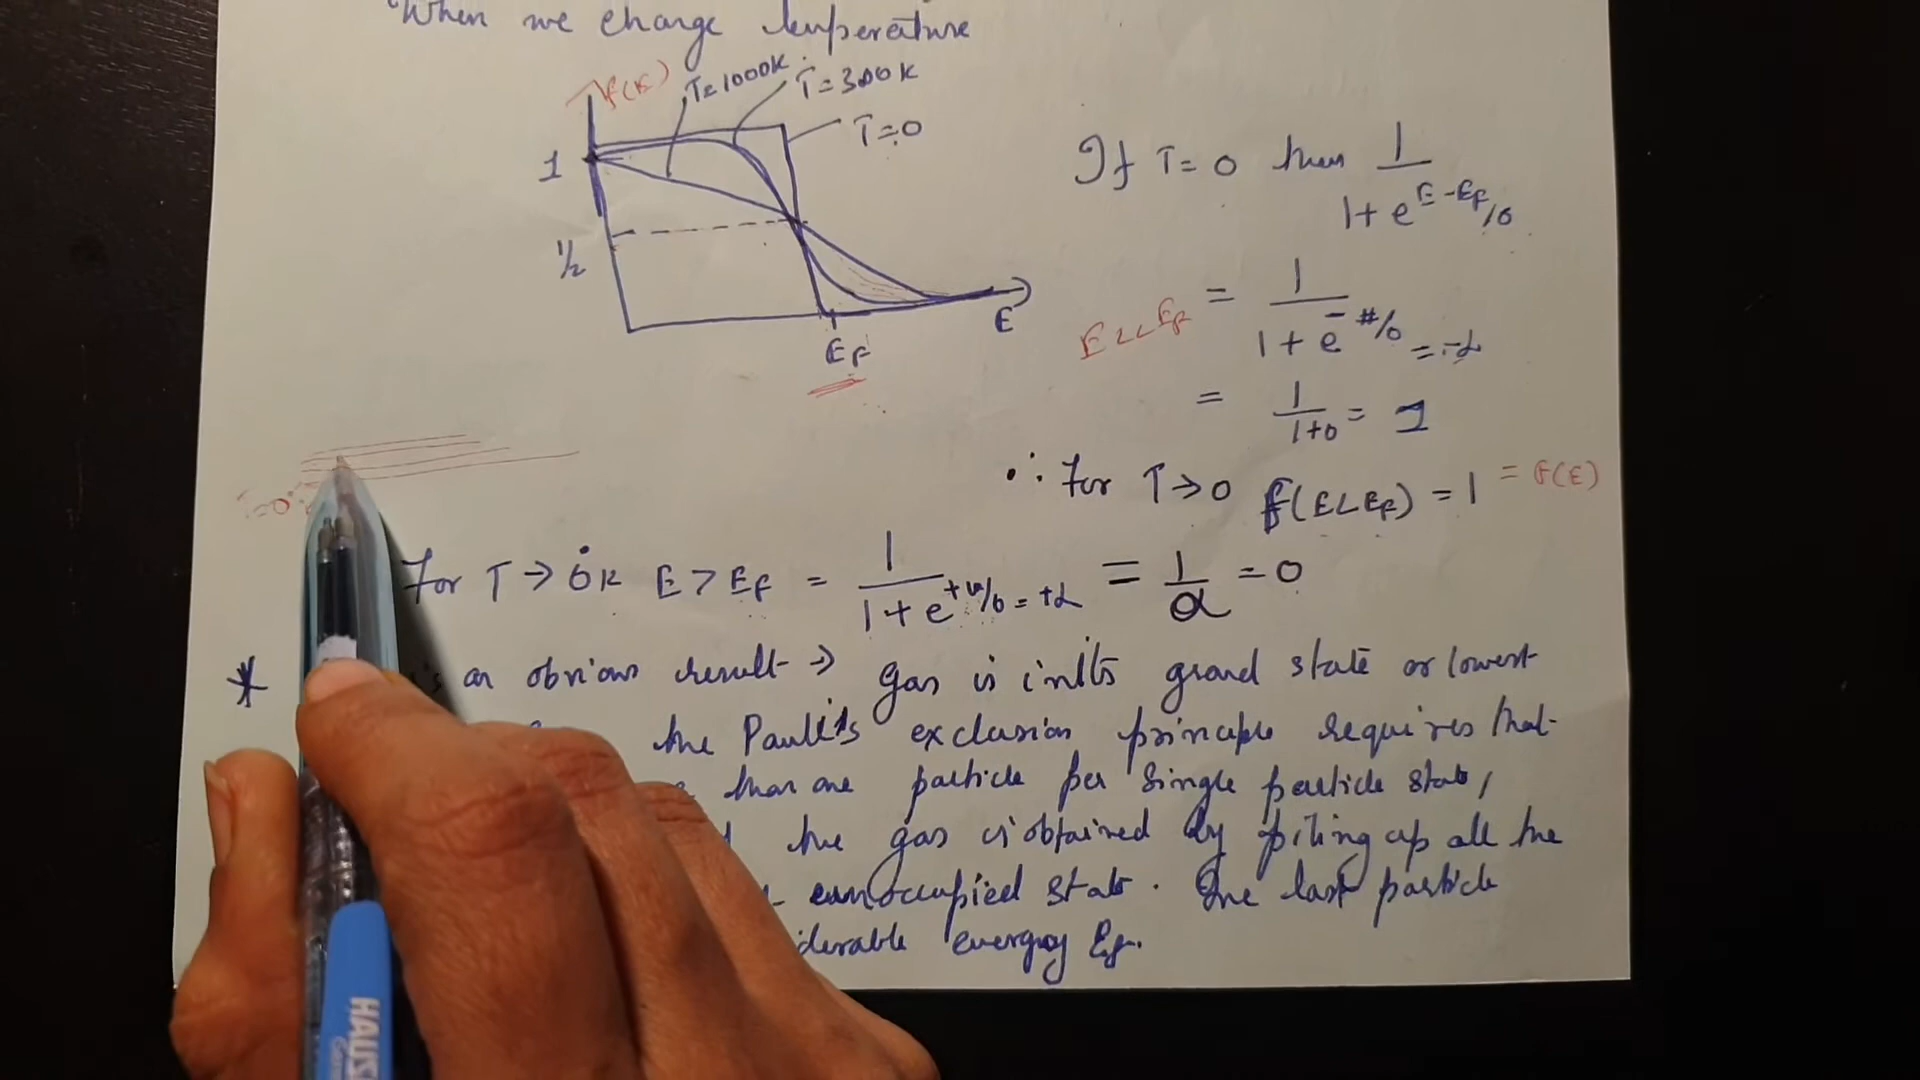 When we change temperature
f(E)
T=1000K
T=300K
T=0
1
1/2
E
EF
If T=0 then 1
1+e^E-EF/0
E<<EF = 1
1+e^-#/0 = -∞
= 1/1+0 = 1
∴ For T→0 f(E<EF) = 1 = F(E)
T=0
For T→0K E>EF = 1/1+e^+∞/0=+∞ = 1/α = 0
* 's an obvious result → gas is in its grand state or lowest
the Pauli's exclusion principle requires that
than one particle per single particle state,
the gas is obtained by piling up all the
unoccupied state. The last particle
iderable energy Ef.
HAUS